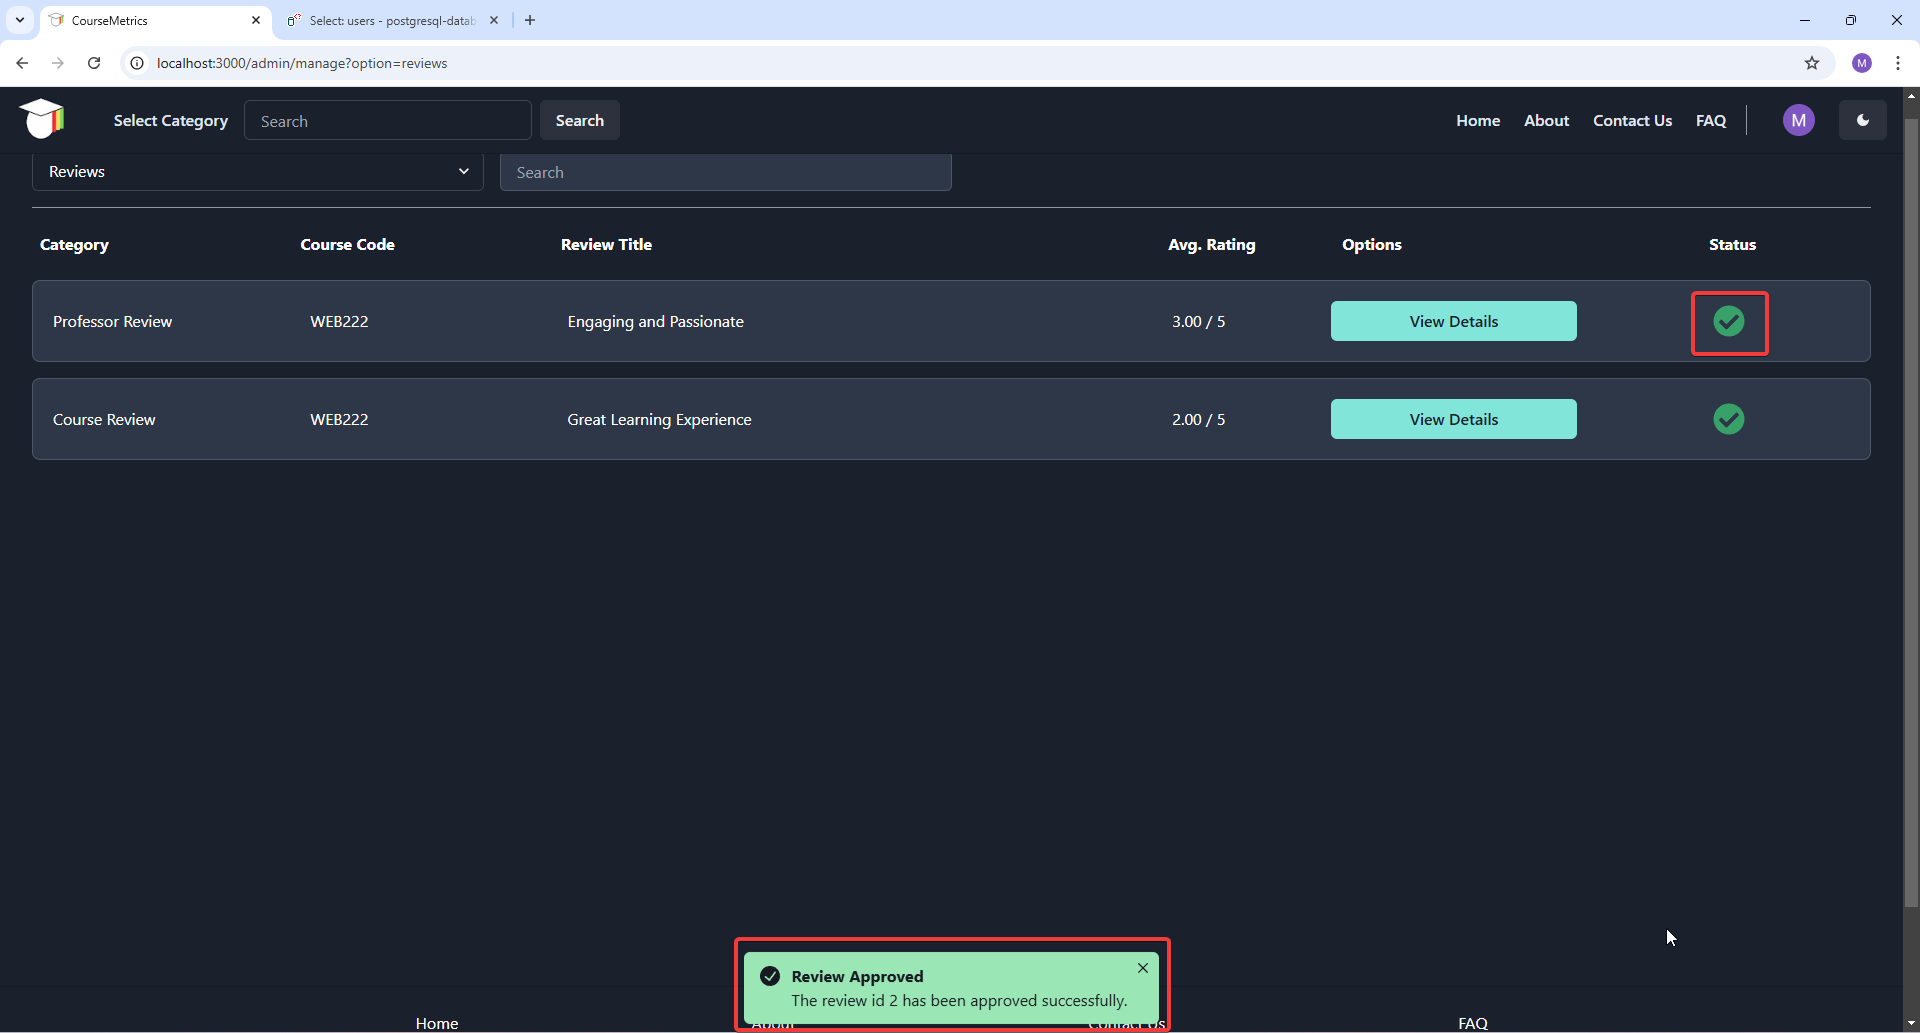 CourseMetrics
Select: users - postgresql-datab
localhost:3000/admin/manage?option=reviews
M
Select Category
Search
Search
Home
About
Contact Us
FAQ
M
Reviews
Search
Category Course Code Review Title Avg. Rating Options Status
Professor Review WEB222 Engaging and Passionate 3.00 / 5 View Details
Course Review WEB222 Great Learning Experience 2.00 / 5 View Details
Review Approved
The review id 2 has been approved successfully.
Home About Contact Us FAQ